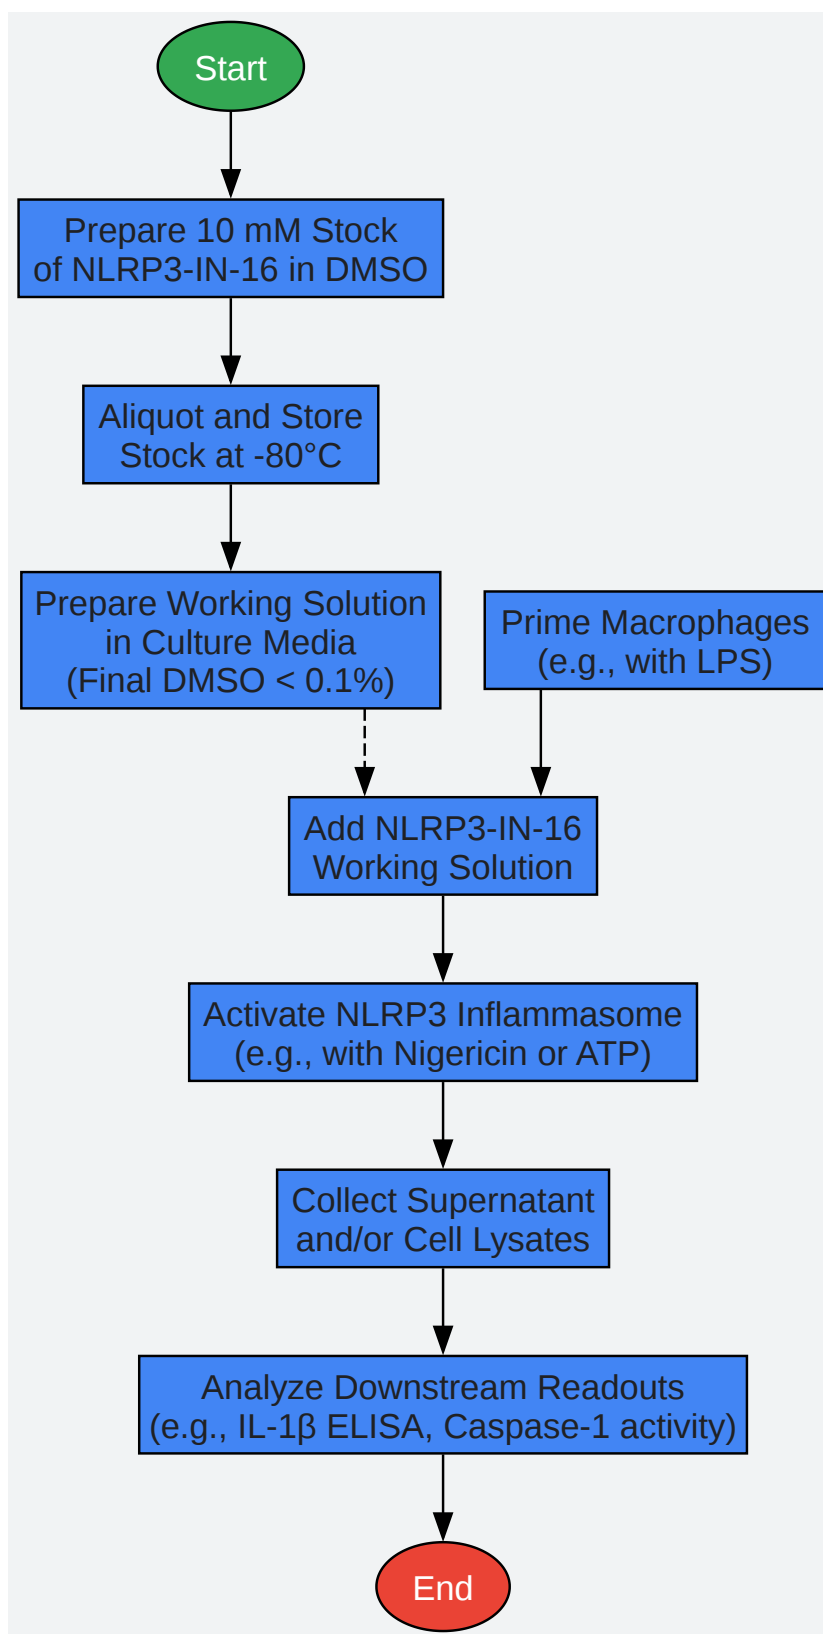 Start
Prepare 10 mM Stock
of NLRP3-IN-16 in DMSO
Aliquot and Store
Stock at -80°C
Prepare Working Solution
in Culture Media
(Final DMSO < 0.1%)
Prime Macrophages
(e.g., with LPS)
Add NLRP3-IN-16
Working Solution
Activate NLRP3 Inflammasome
(e.g., with Nigericin or ATP)
Collect Supernatant
and/or Cell Lysates
Analyze Downstream Readouts
(e.g., IL-1β ELISA, Caspase-1 activity)
End